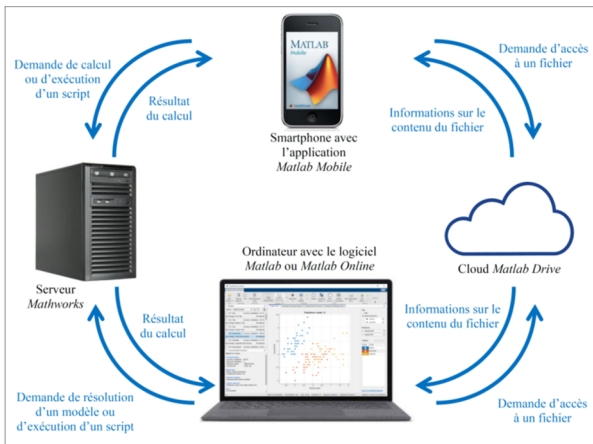 MATLAB
Mobile
Demande de calcul
ou d’exécution
d’un script
Résultat
du calcul
Demande d’accès
à un fichier
Informations sur le
contenu du fichier
Smartphone avec
l’application
Matlab Mobile
Serveur
Mathworks
Ordinateur avec le logiciel
Matlab ou Matlab Online
Cloud Matlab Drive
Résultat
du calcul
Informations sur le
contenu du fichier
Demande de résolution
d’un modèle ou
d’exécution d’un script
Demande d’accès
à un fichier